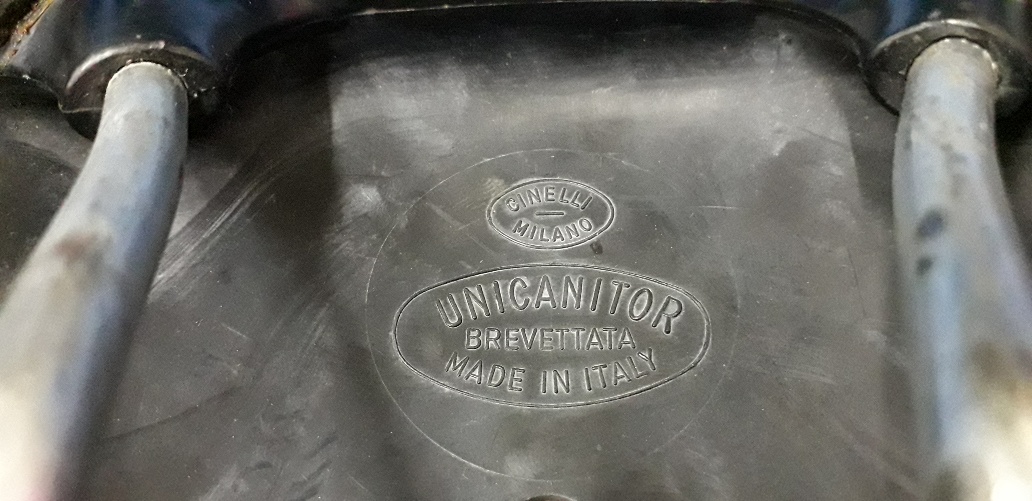 CINELLI
MILANO
UNICANITOR
BREVETTATA
MADE IN ITALY